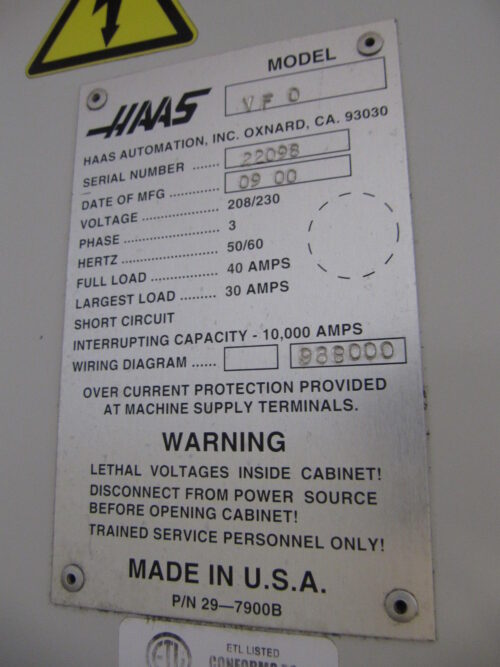 MODEL
HAAS
VF 0
HAAS AUTOMATION, INC. OXNARD, CA. 93030
SERIAL NUMBER ...... 22098
DATE OF MFG ............ 09 00
VOLTAGE .................. 208/230
PHASE ...................... 3
HERTZ ...................... 50/60
FULL LOAD ............... 40 AMPS
LARGEST LOAD ......... 30 AMPS
SHORT CIRCUIT
INTERRUPTING CAPACITY - 10,000 AMPS
WIRING DIAGRAM ......
OVER CURRENT PROTECTION PROVIDED
AT MACHINE SUPPLY TERMINALS.
WARNING
LETHAL VOLTAGES INSIDE CABINET!
DISCONNECT FROM POWER SOURCE
BEFORE OPENING CABINET!
TRAINED SERVICE PERSONNEL ONLY!
MADE IN U.S.A.
P/N 29—7900B
ETL LISTED